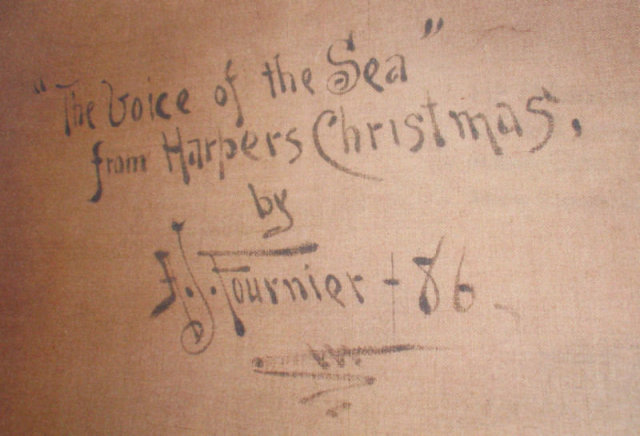 "The Voice of the Sea"
from Harpers Christmas.
by
A.J. Fournier + 86